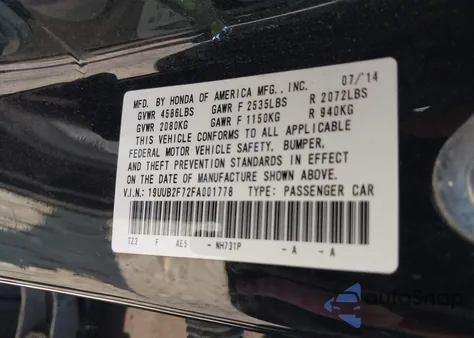 MFD. BY HONDA OF AMERICA MFG., INC. 07/14
GVWR 4586LBS GAWR F 2535LBS R 2072LBS
GVWR 2080KG GAWR F 1150KG R 940KG
THIS VEHICLE CONFORMS TO ALL APPLICABLE
FEDERAL MOTOR VEHICLE SAFETY, BUMPER,
AND THEFT PREVENTION STANDARDS IN EFFECT
ON THE DATE OF MANUFACTURE SHOWN ABOVE.
V.I.N.: 19UUB2F72FA001778 TYPE: PASSENGER CAR
TZ3 F AE5 - NH731P - A - A
autoSnap